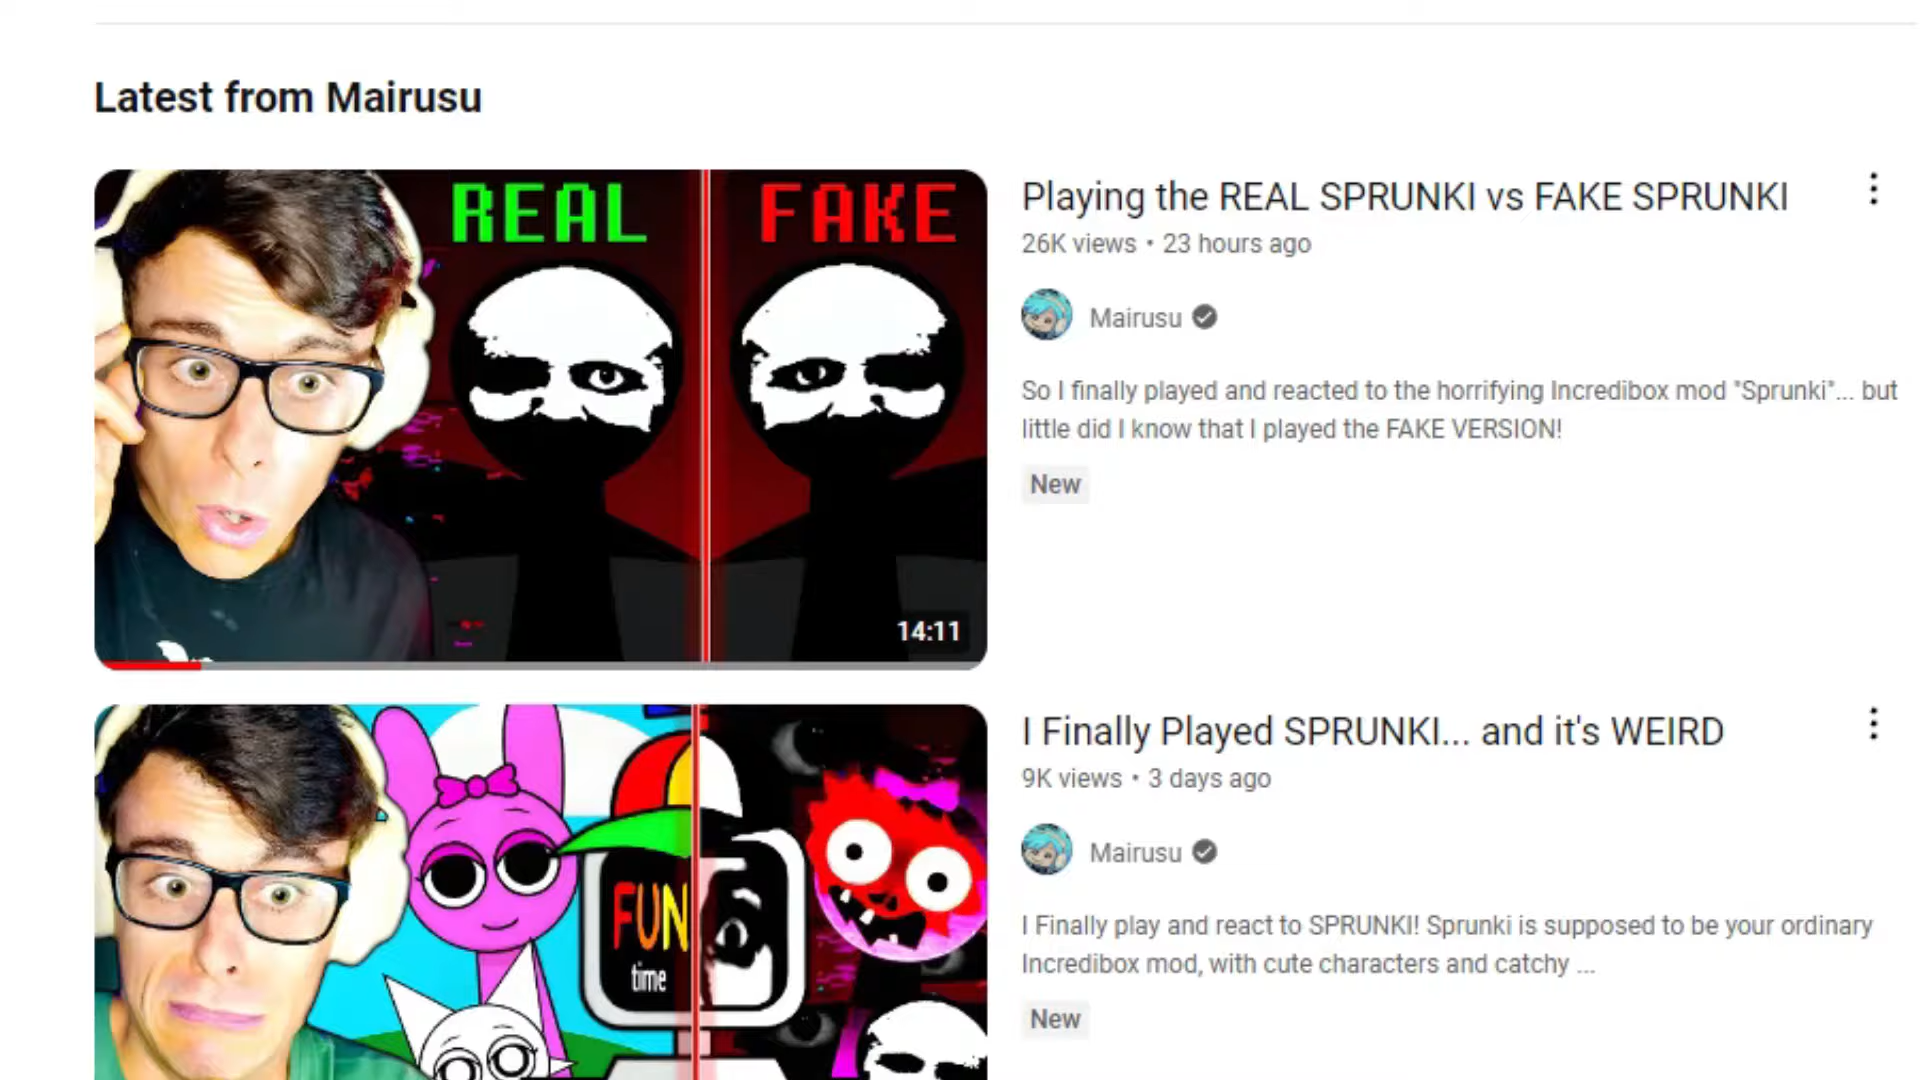 Latest from Mairusu
REAL
FAKE
14:11
Playing the REAL SPRUNKI vs FAKE SPRUNKI
26K views • 23 hours ago
Mairusu
So I finally played and reacted to the horrifying Incredibox mod "Sprunki"... but
little did I know that I played the FAKE VERSION!
New
FUN
time
I Finally Played SPRUNKI... and it's WEIRD
9K views • 3 days ago
Mairusu
I Finally play and react to SPRUNKI! Sprunki is supposed to be your ordinary
Incredibox mod, with cute characters and catchy ...
New